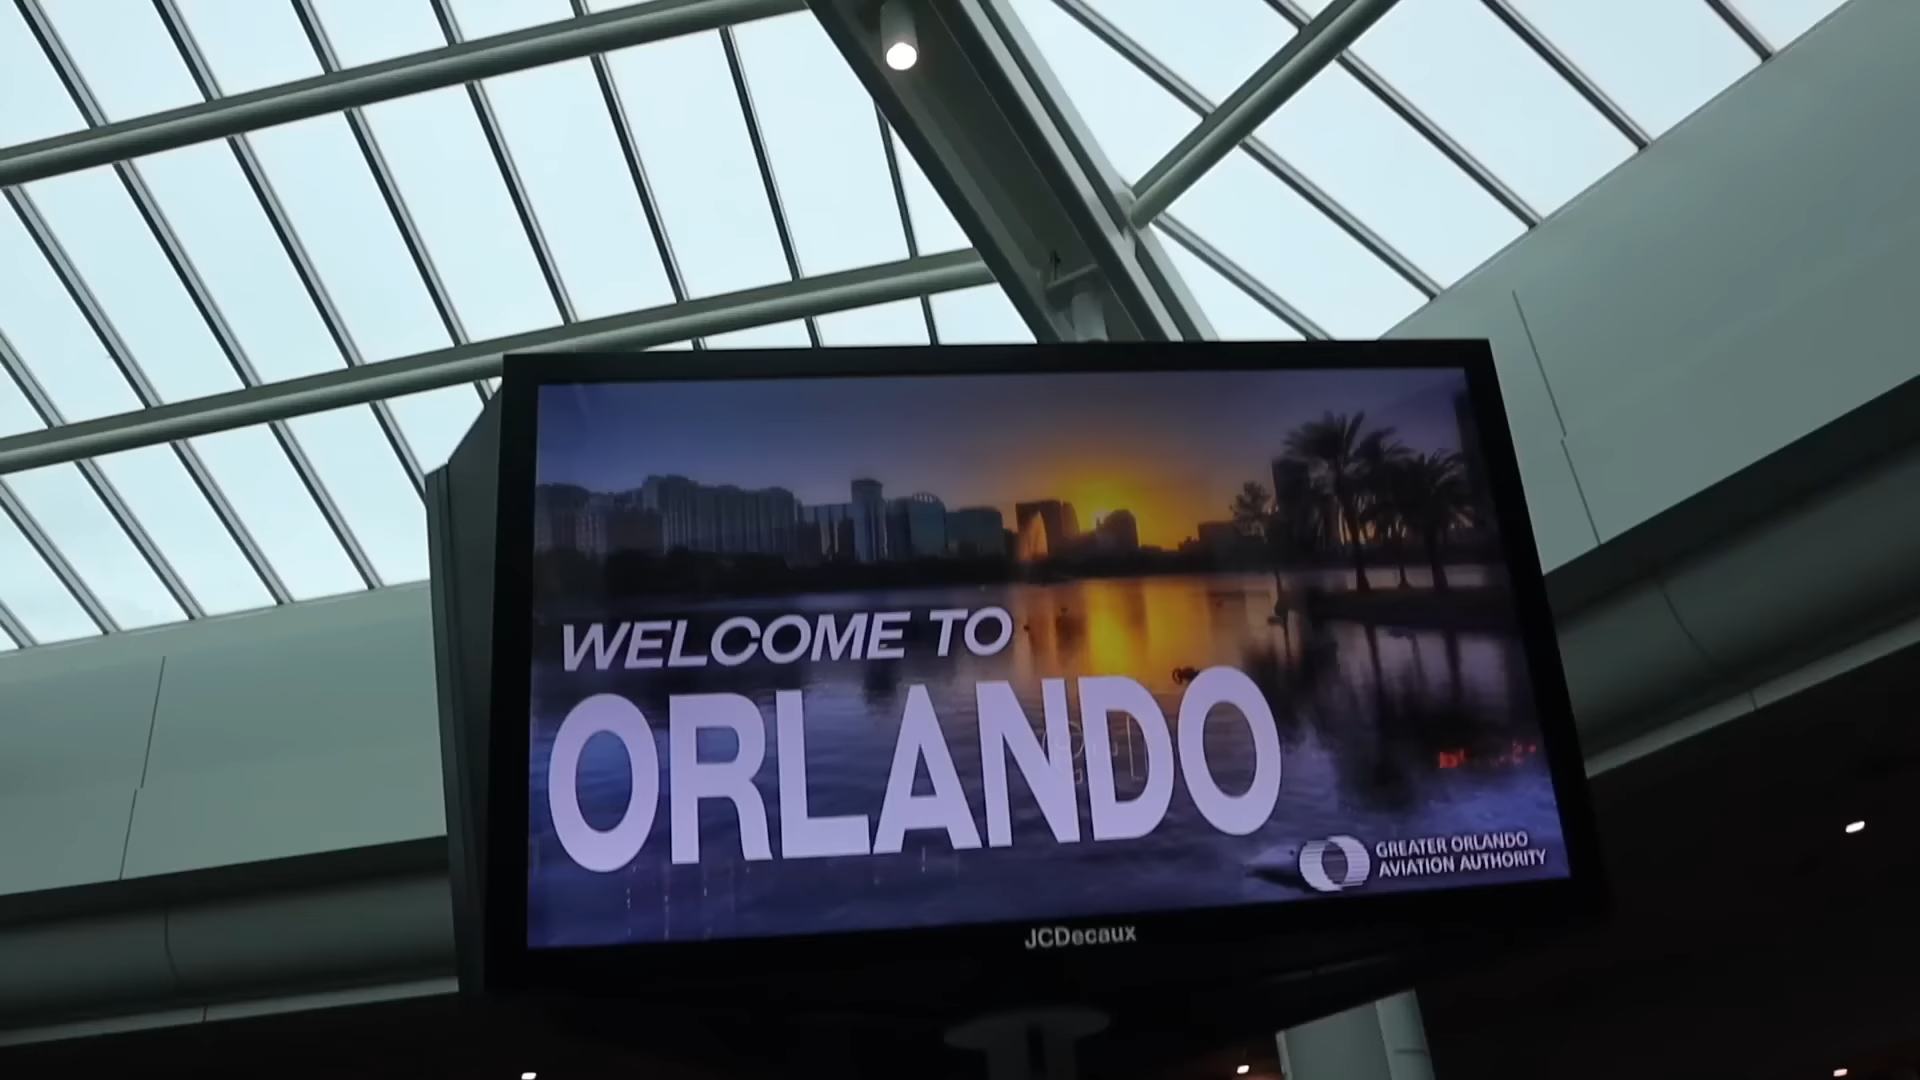 WELCOME TO
ORLANDO
GREATER ORLANDO
AVIATION AUTHORITY
JCDecaux